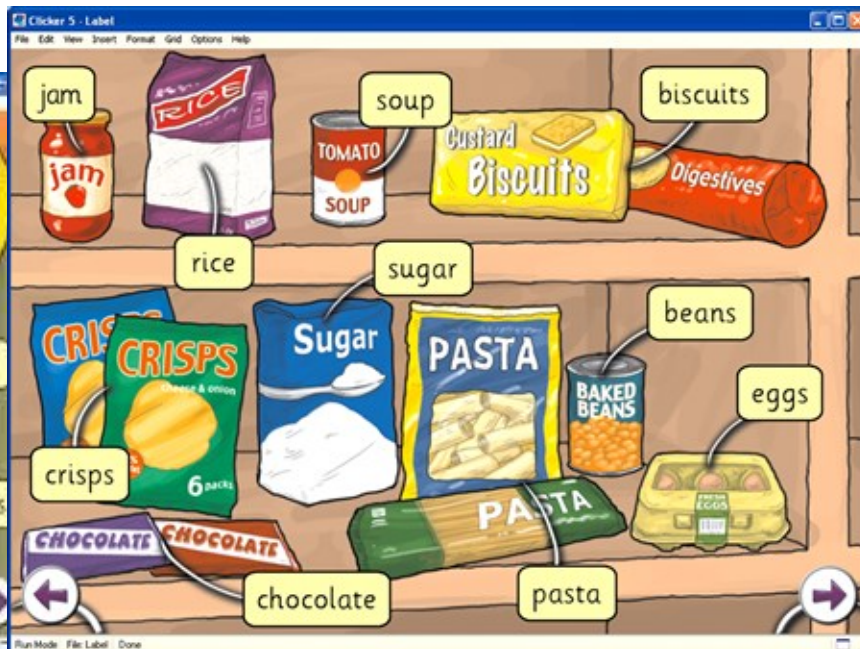 Clicker 5 - Label
File Edit View Insert Format Grid Options Help
jam
soup
biscuits
RICE
jam
TOMATO
SOUP
Custard
Biscuits
Digestives
rice
sugar
beans
CRISPS
cheese & onion
6 packs
Sugar
PASTA
BAKED
BEANS
eggs
crisps
FRESH
EGGS
PASTA
CHOCOLATE
CHOCOLATE
chocolate
pasta
Run Mode File: Label Done